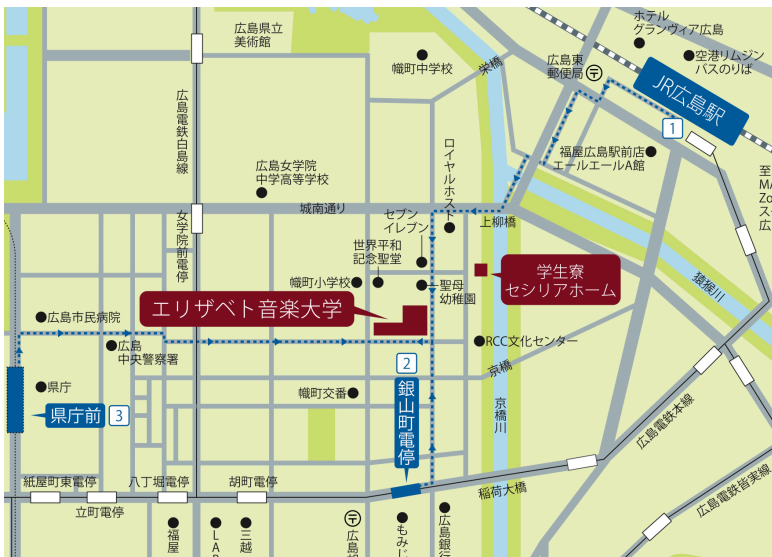 広島県立
美術館
幟町中学校
栄橋
広島東
郵便局
ホテル
グランヴィア広島
空港リムジン
バスのりば
JR広島駅
1
福屋広島駅前店
エールエールA館
広島電鉄白島線
広島女学院
中学高等学校
ロイヤルホスト
城南通り
上柳橋
セブン
イレブン
女学院前電停
世界平和
記念聖堂
幟町小学校
聖母
幼稚園
学生寮
セシリアホーム
猿猴川
エリザベト音楽大学
広島市民病院
広島
中央警察署
RCC文化センター
京橋
2
銀山町電停
幟町交番
京橋川
県庁
県庁前
3
広島電鉄本線
広島電鉄皆実線
紙屋町東電停
八丁堀電停
胡町電停
立町電停
稲荷大橋
福屋
三越
もみじ
広島銀行